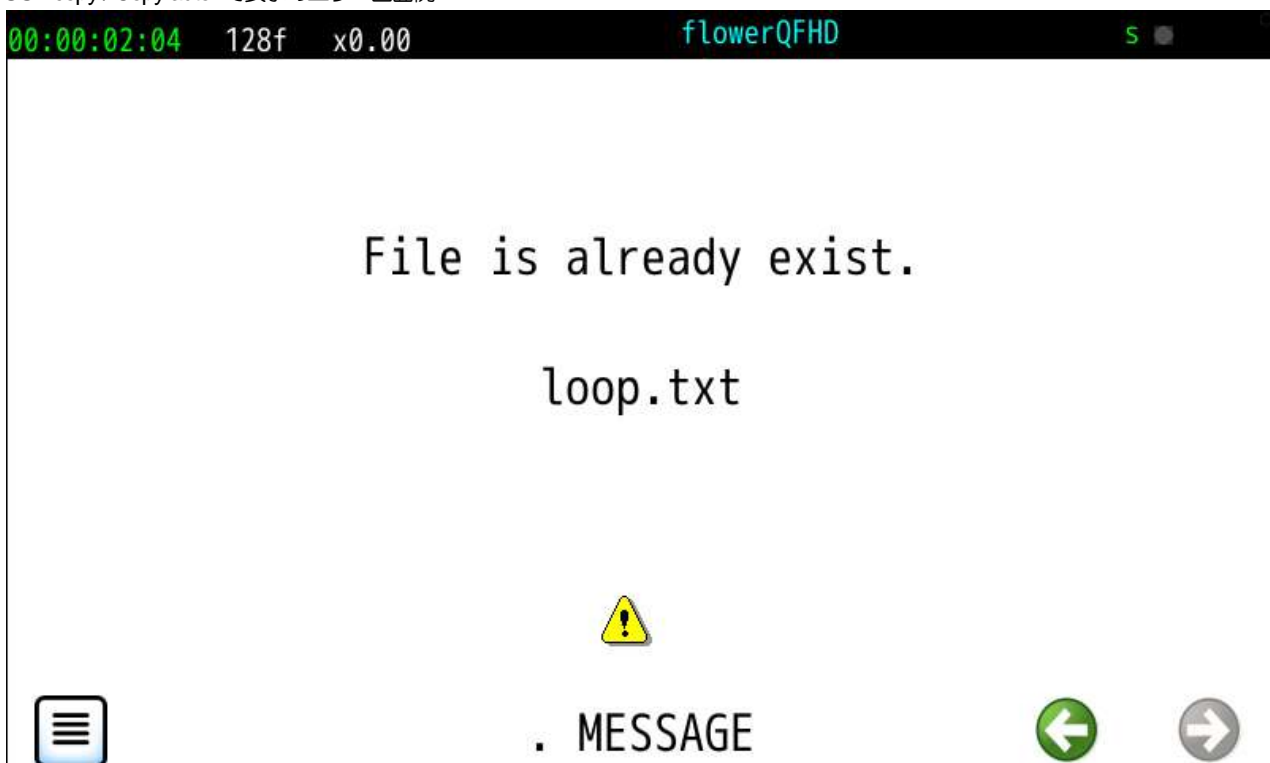 00:00:02:04 128f x0.00 flowerQFHD S
File is already exist.
loop.txt
. MESSAGE